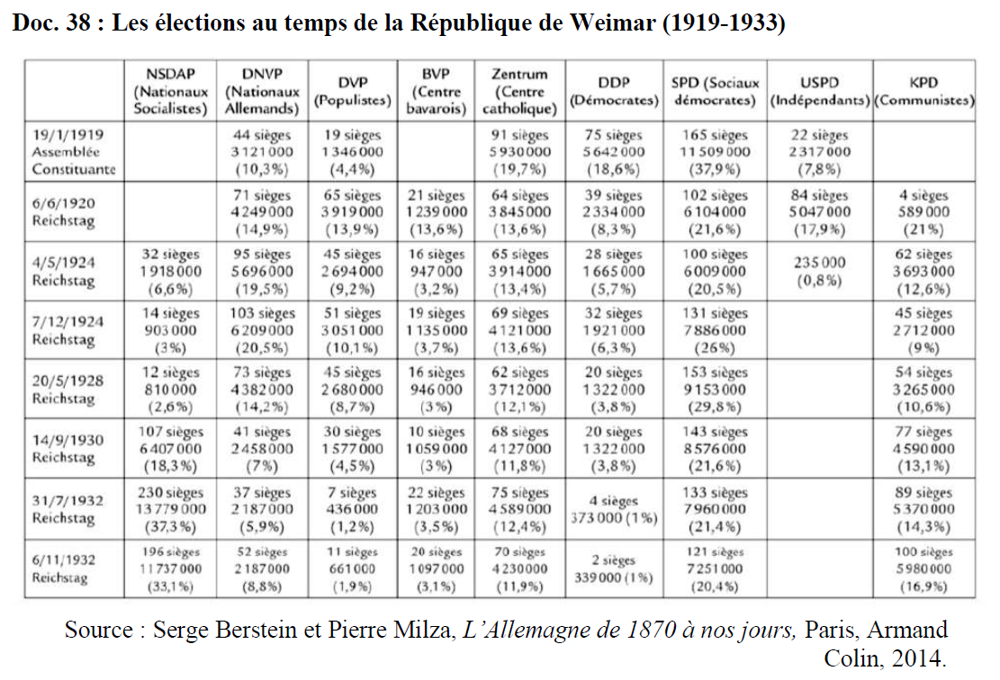 Doc. 38 : Les élections au temps de la République de Weimar (1919-1933)
NSDAP (Nationaux Socialistes) DNVP (Nationaux Allemands) DVP (Populistes) BVP (Centre bavarois) Zentrum (Centre catholique) DDP (Démocrates) SPD (Sociaux démocrates) USPD (Indépendants) KPD (Communistes)
19/1/1919 44 sièges 19 sièges 91 sièges 75 sièges 165 sièges 22 sièges
Assemblée 3 121 000 1 346 000 5 930 000 5 642 000 11 509 000 2 317 000
Constituante (10,3%) (4,4%) (19,7%) (18,6%) (37,9%) (7,8%)
6/6/1920 71 sièges 65 sièges 21 sièges 64 sièges 39 sièges 102 sièges 84 sièges 4 sièges
Reichstag 4 249 000 3 919 000 1 239 000 3 845 000 2 334 000 6 104 000 5 047 000 589 000
(14,9%) (13,9%) (13,6%) (13,6%) (8,3%) (21,6%) (17,9%) (21%)
4/5/1924 32 sièges 95 sièges 45 sièges 16 sièges 65 sièges 28 sièges 100 sièges 235 000 62 sièges
Reichstag 1 918 000 5 696 000 2 694 000 947 000 3 914 000 1 665 000 6 009 000 (0,8%) 3 693 000
(6,6%) (19,5%) (9,2%) (3,2%) (13,4%) (5,7%) (20,5%) (12,6%)
7/12/1924 14 sièges 103 sièges 51 sièges 19 sièges 69 sièges 32 sièges 131 sièges 45 sièges
Reichstag 903 000 6 209 000 3 051 000 1 135 000 4 121 000 1 921 000 7 886 000 2 712 000
(3%) (20,5%) (10,1%) (3,7%) (13,6%) (6,3%) (26%) (9%)
20/5/1928 12 sièges 73 sièges 45 sièges 16 sièges 62 sièges 20 sièges 153 sièges 54 sièges
Reichstag 810 000 4 382 000 2 680 000 946 000 3 712 000 1 322 000 9 153 000 3 265 000
(2,6%) (14,2%) (8,7%) (3%) (12,1%) (3,8%) (29,8%) (10,6%)
14/9/1930 107 sièges 41 sièges 30 sièges 10 sièges 68 sièges 20 sièges 143 sièges 77 sièges
Reichstag 6 407 000 2 458 000 1 577 000 1 059 000 4 127 000 1 322 000 8 576 000 4 590 000
(18,3%) (7%) (4,5%) (3%) (11,8%) (3,8%) (21,6%) (13,1%)
31/7/1932 230 sièges 37 sièges 7 sièges 22 sièges 75 sièges 4 sièges 133 sièges 89 sièges
Reichstag 13 779 000 2 187 000 436 000 1 203 000 4 589 000 373 000 (1%) 7 960 000 5 370 000
(37,3%) (5,9%) (1,2%) (3,5%) (12,4%) (21,4%) (14,3%)
6/11/1932 196 sièges 52 sièges 11 sièges 20 sièges 70 sièges 2 sièges 121 sièges 100 sièges
Reichstag 11 737 000 2 187 000 661 000 1 097 000 4 230 000 339 000 (1%) 7 251 000 5 980 000
(33,1%) (8,8%) (1,9%) (3,1%) (11,9%) (20,4%) (16,9%)
Source : Serge Berstein et Pierre Milza, L'Allemagne de 1870 à nos jours, Paris, Armand
Colin, 2014.